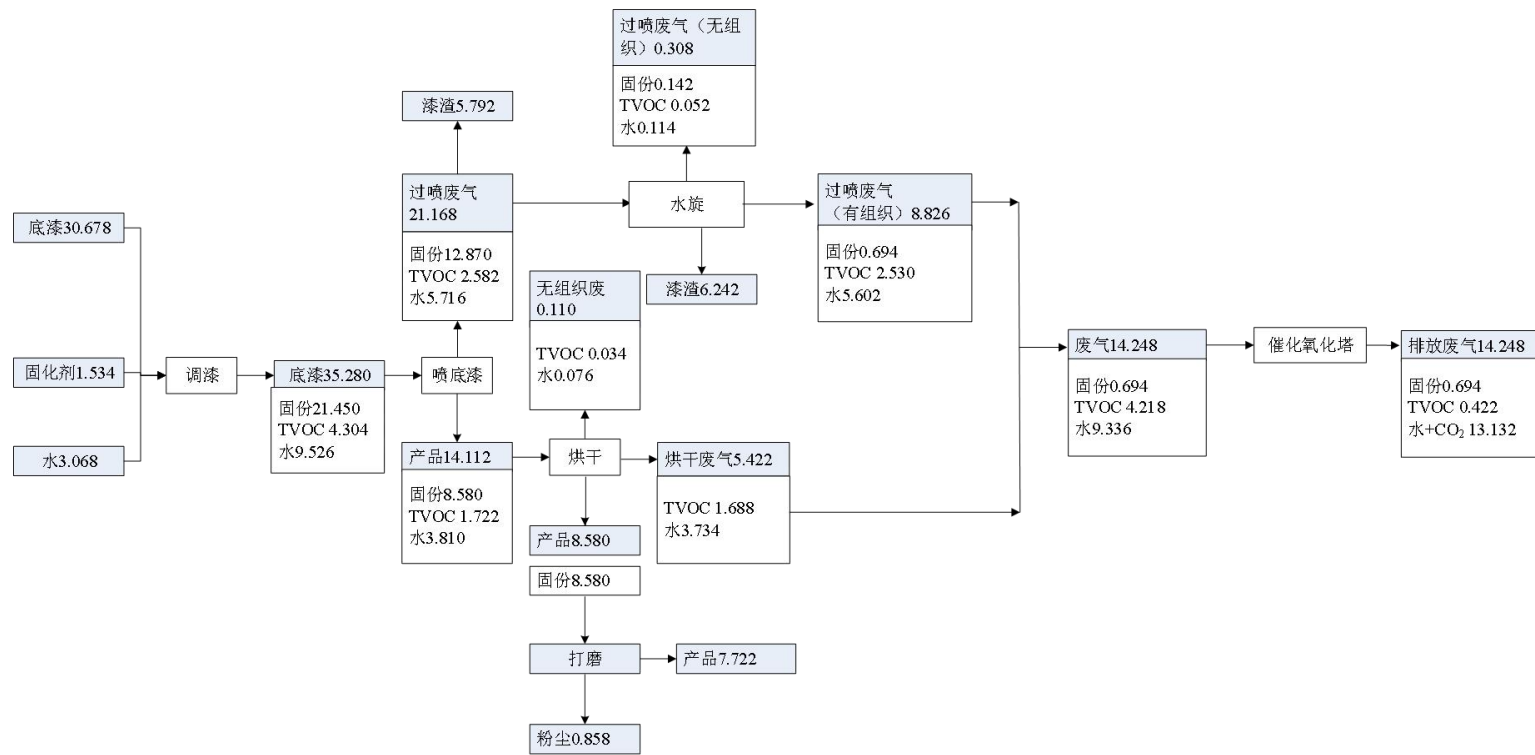 过喷废气（无组
织）0.308
固份0.142
TVOC 0.052
水0.114
漆渣5.792
过喷废气
21.168
固份12.870
TVOC 2.582
水5.716
水旋
过喷废气
（有组织）8.826
固份0.694
TVOC 2.530
水5.602
漆渣6.242
底漆30.678
固化剂1.534
水3.068
调漆
底漆35.280
固份21.450
TVOC 4.304
水9.526
喷底漆
无组织废
0.110
TVOC 0.034
水0.076
产品14.112
固份8.580
TVOC 1.722
水3.810
烘干
烘干废气5.422
TVOC 1.688
水3.734
产品8.580
固份8.580
打磨
产品7.722
粉尘0.858
废气14.248
固份0.694
TVOC 4.218
水9.336
催化氧化塔
排放废气14.248
固份0.694
TVOC 0.422
水+CO₂ 13.132